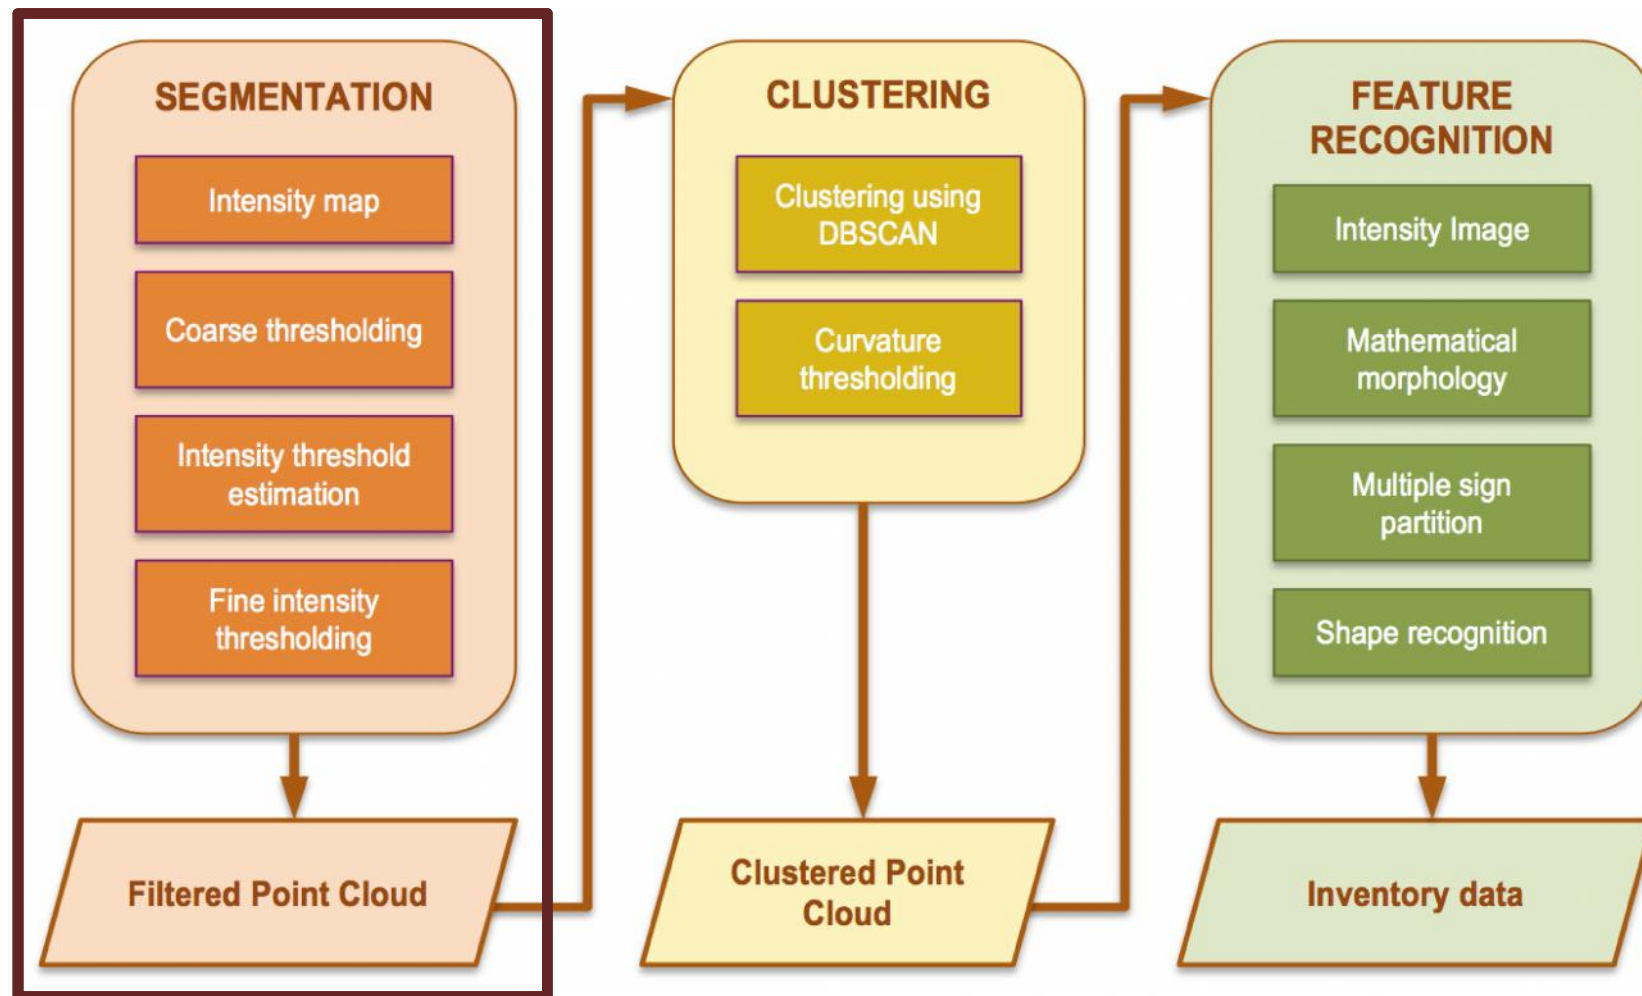 SEGMENTATION
Intensity map
Coarse thresholding
Intensity threshold
estimation
Fine intensity
thresholding
Filtered Point Cloud
CLUSTERING
Clustering using
DBSCAN
Curvature
thresholding
Clustered Point
Cloud
FEATURE
RECOGNITION
Intensity Image
Mathematical
morphology
Multiple sign
partition
Shape recognition
Inventory data